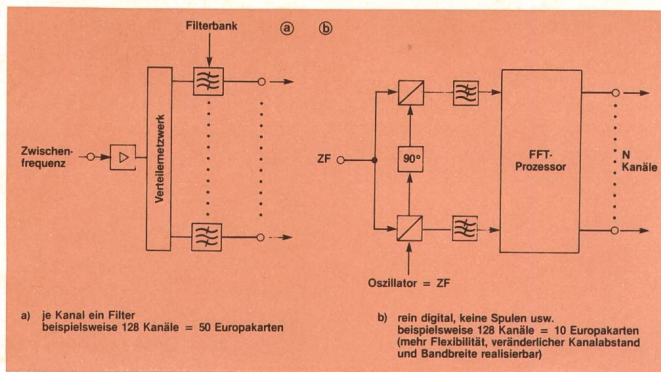 Filterbank
ⓐ ⓑ
Zwischen-
frequenz
Verteilernetzwerk
ZF
90°
FFT-
Prozessor
N
Kanäle
Oszillator = ZF
a) je Kanal ein Filter
beispielsweise 128 Kanäle = 50 Europakarten
b) rein digital, keine Spulen usw.
beispielsweise 128 Kanäle = 10 Europakarten
(mehr Flexibilität, veränderlicher Kanalabstand
und Bandbreite realisierbar)